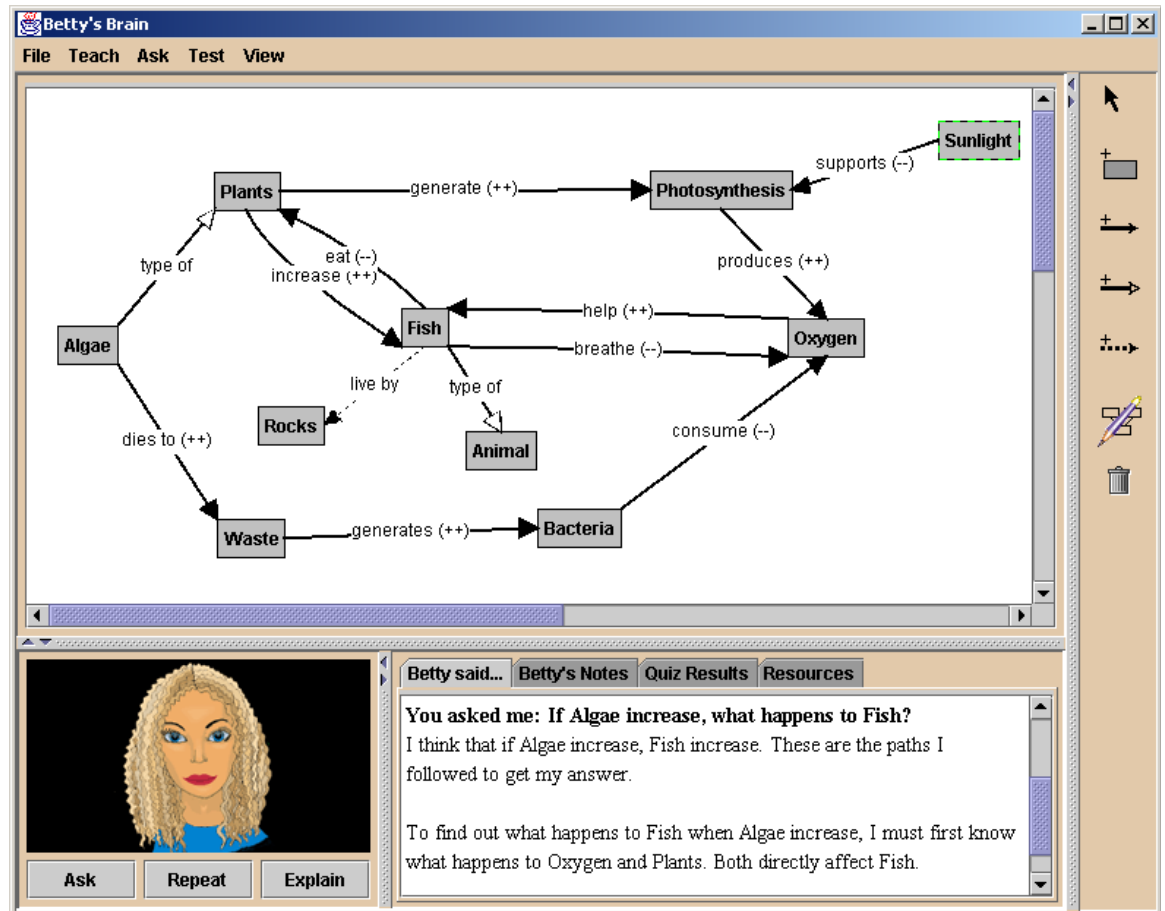 Betty's Brain
File Teach Ask Test View
Sunlight
supports (--)
Plants
generate (++)
Photosynthesis
eat (--)
type of
increase (++)
produces (++)
help (++)
Fish
Algae
Oxygen
breathe (--)
live by
type of
Rocks
dies to (++)
consume (--)
Animal
Waste
generates (++)
Bacteria
Betty said... Betty's Notes Quiz Results Resources
You asked me: If Algae increase, what happens to Fish?
I think that if Algae increase, Fish increase. These are the paths I
followed to get my answer.
To find out what happens to Fish when Algae increase, I must first know
what happens to Oxygen and Plants. Both directly affect Fish.
Ask Repeat Explain